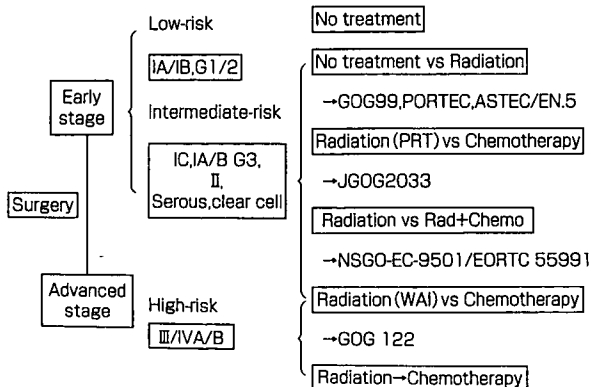 Low-risk
IA/IB,G1/2
Early
stage
Intermediate-risk
IC,IA/B G3,
Ⅱ,
Serous,clear cell
Surgery
Advanced
stage
High-risk
Ⅲ/IVA/B
No treatment
No treatment vs Radiation
→GOG99,PORTEC,ASTEC/EN.5
Radiation(PRT)vs Chemotherapy
→JGOG2033
Radiation vs Rad+Chemo
→NSGO-EC-9501/EORTC 55991
Radiation(WAI)vs Chemotherapy
→GOG 122
Radiation→Chemotherapy